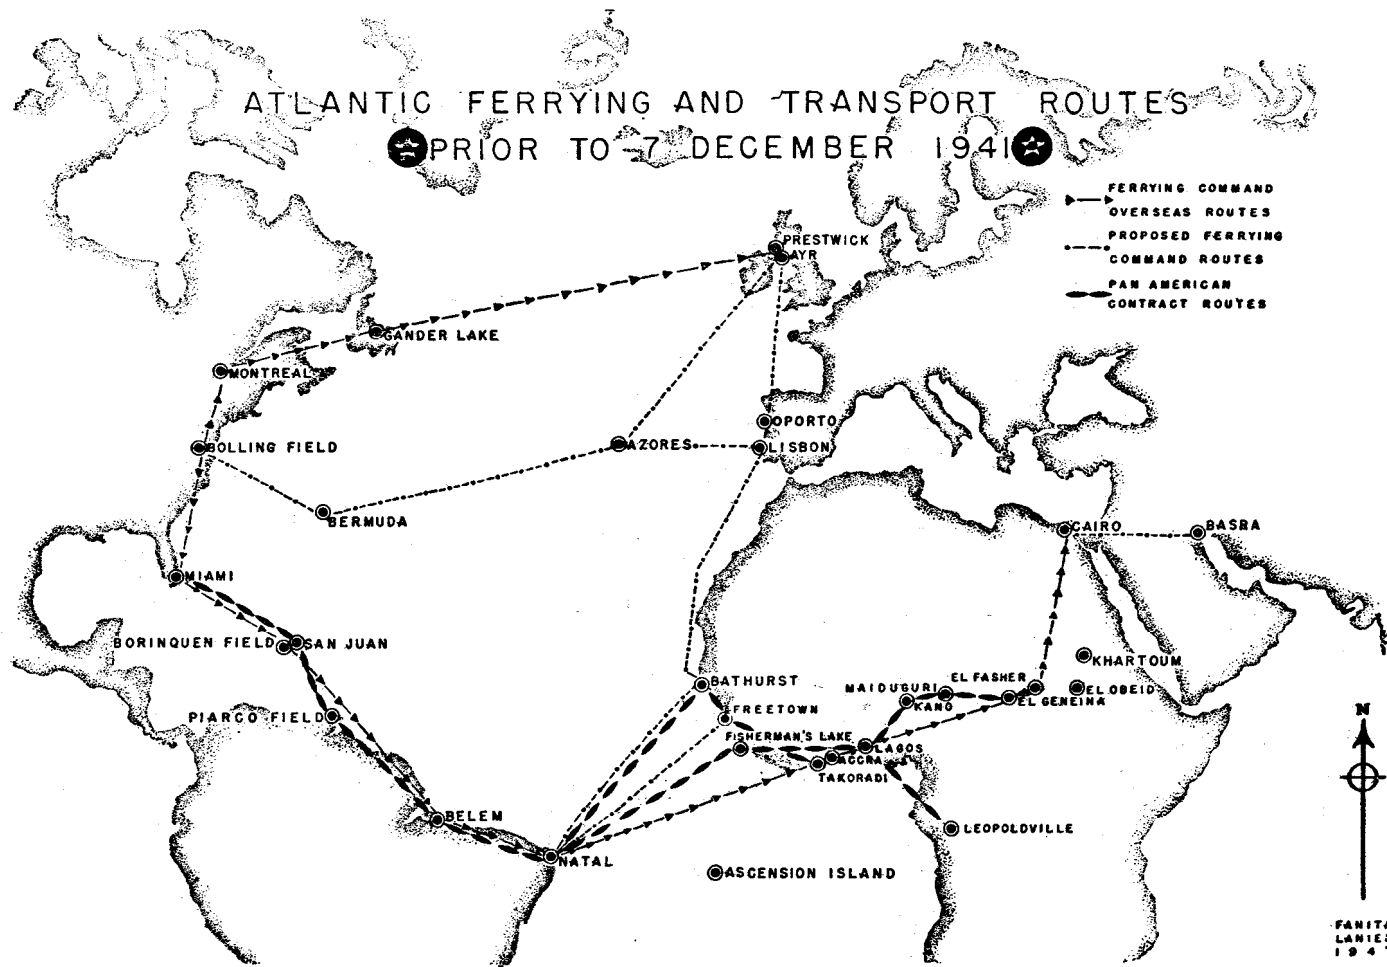 ATLANTIC FERRYING AND TRANSPORT ROUTES
PRIOR TO 7 DECEMBER 1941
FERRYING COMMAND
OVERSEAS ROUTES
PROPOSED FERRYING
COMMAND ROUTES
PAN AMERICAN
CONTRACT ROUTES
PRESTWICK
AYR
GANDER LAKE
MONTREAL
BOLLING FIELD
AZORES
OPORTO
LISBON
BERMUDA
CAIRO
BASRA
MIAMI
BORINQUEN FIELD
SAN JUAN
KHARTOUM
BATHURST
MAIDUGURI
EL FASHER
EL OBEID
KANO
EL GENEINA
PIARCO FIELD
FREETOWN
FISHERMAN'S LAKE
LAGOS
ACCRA
TAKORADI
N
BELEM
LEOPOLDVILLE
NATAL
ASCENSION ISLAND